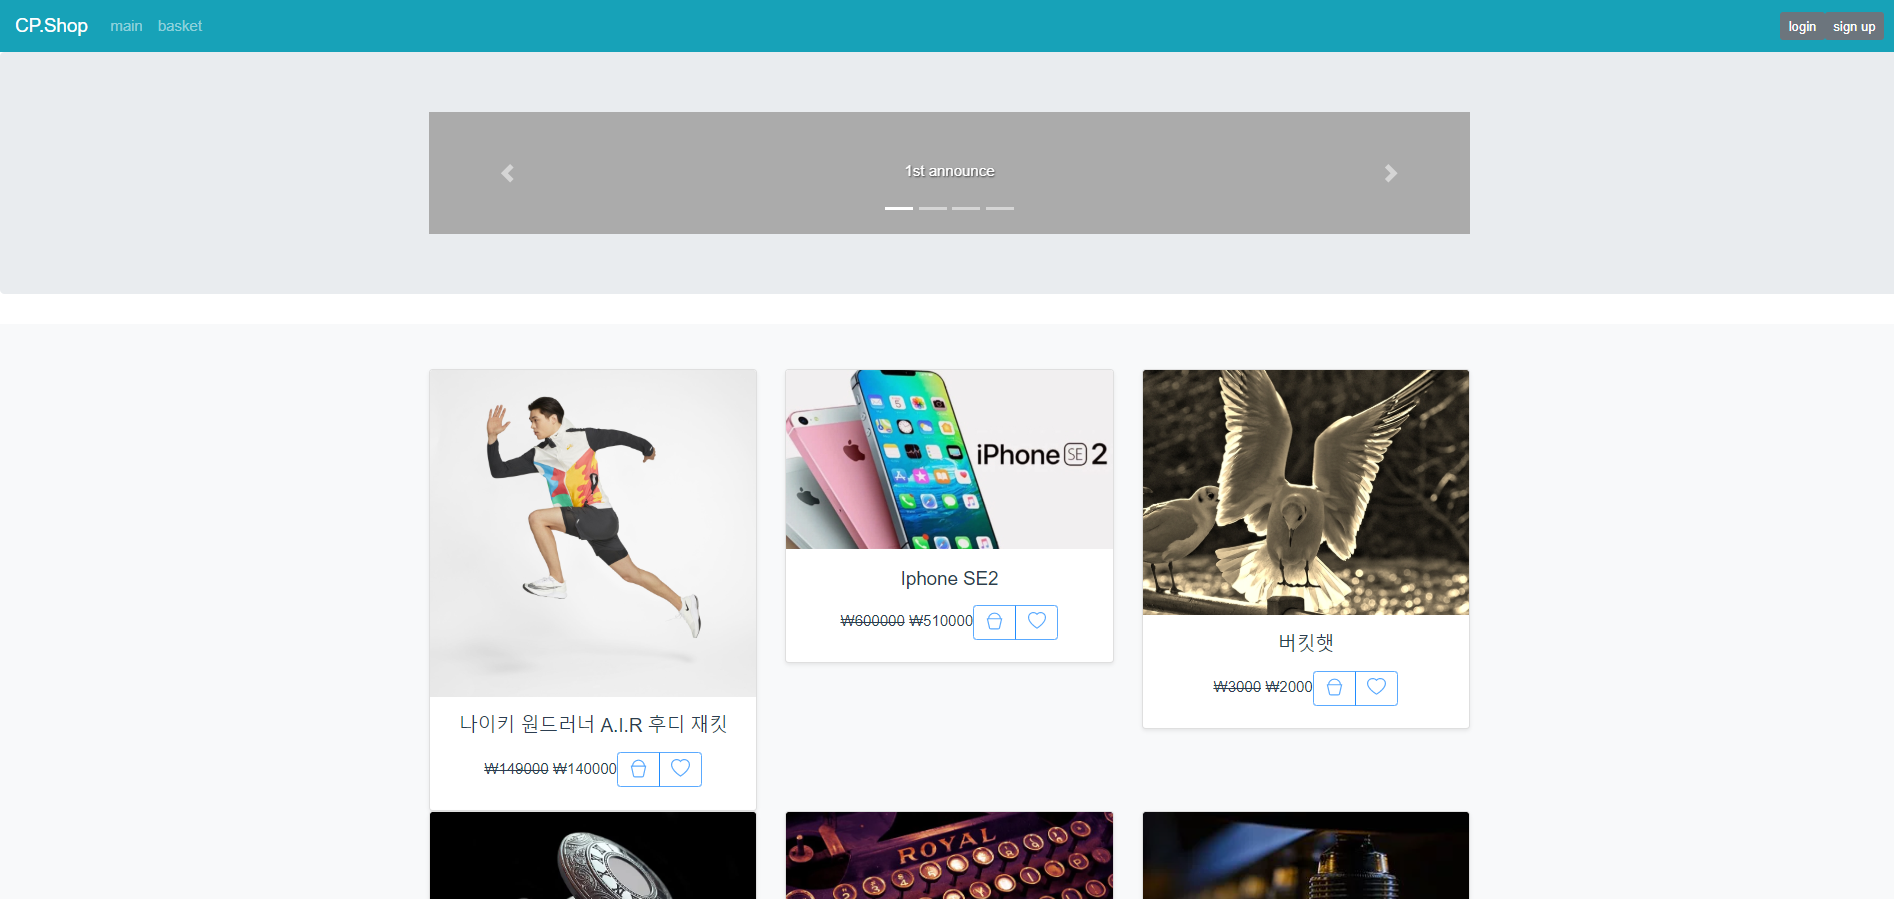 CP.Shop main basket login sign up
1st announce
iPhone SE 2
Iphone SE2
₩600000 ₩510000
버킷햇
₩3000 ₩2000
나이키 윈드러너 A.I.R 후디 재킷
₩149000 ₩140000
ROYAL